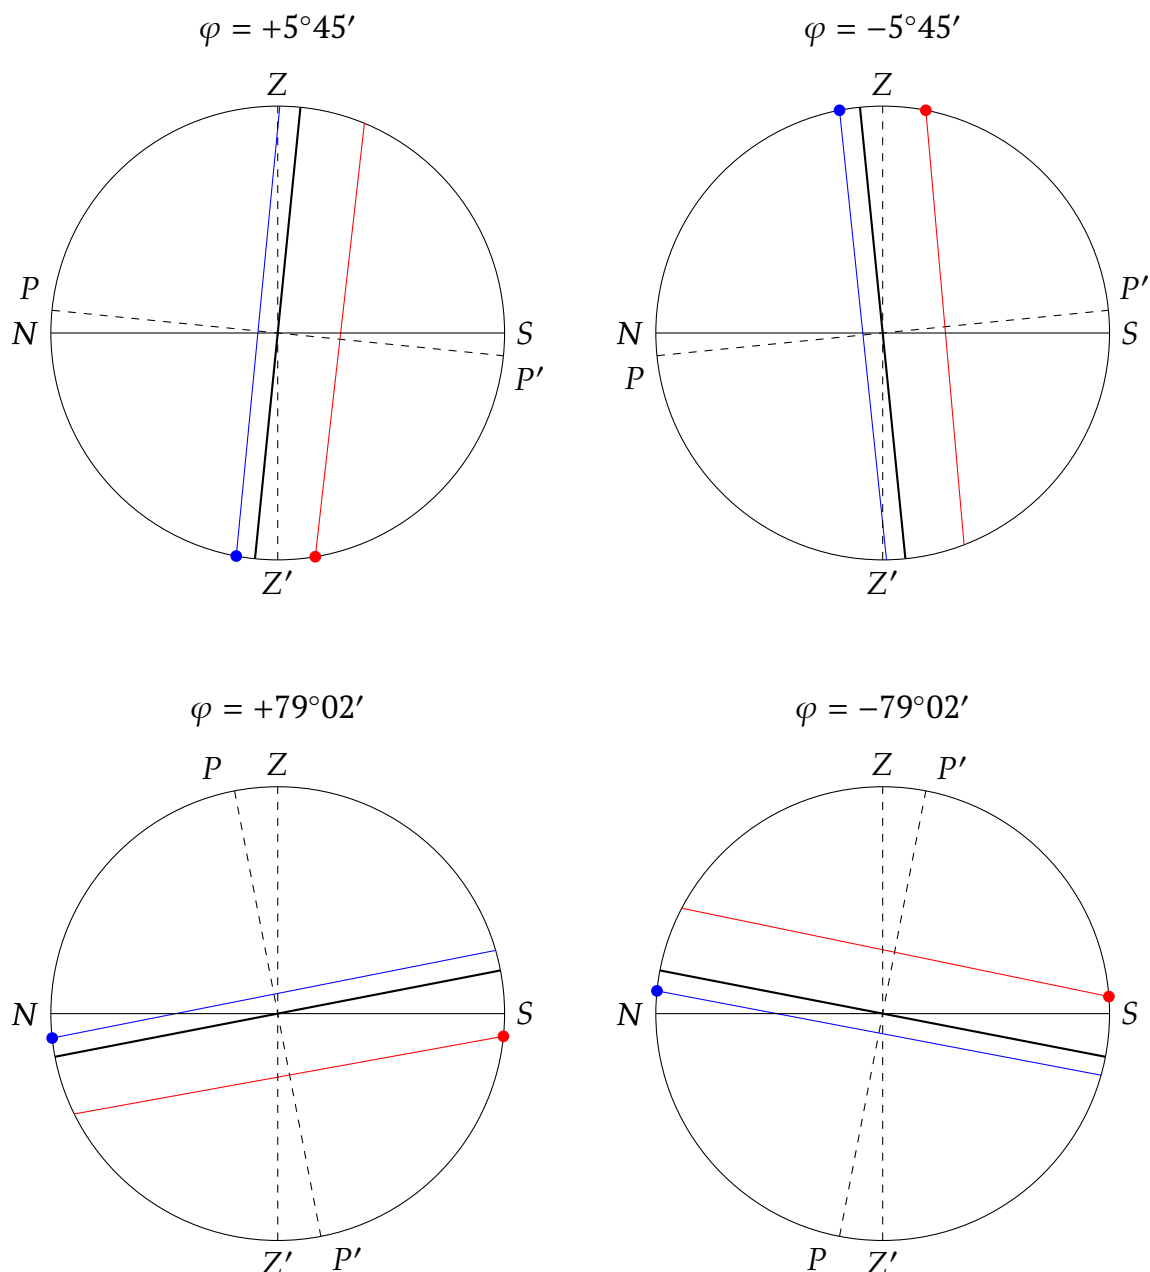 φ = +5°45′ φ = −5°45′
Z Z
P P′
N S N S
P′ P
Z′ Z′
φ = +79°02′ φ = −79°02′
P Z Z P′
N S N S
Z′ P′ P Z′